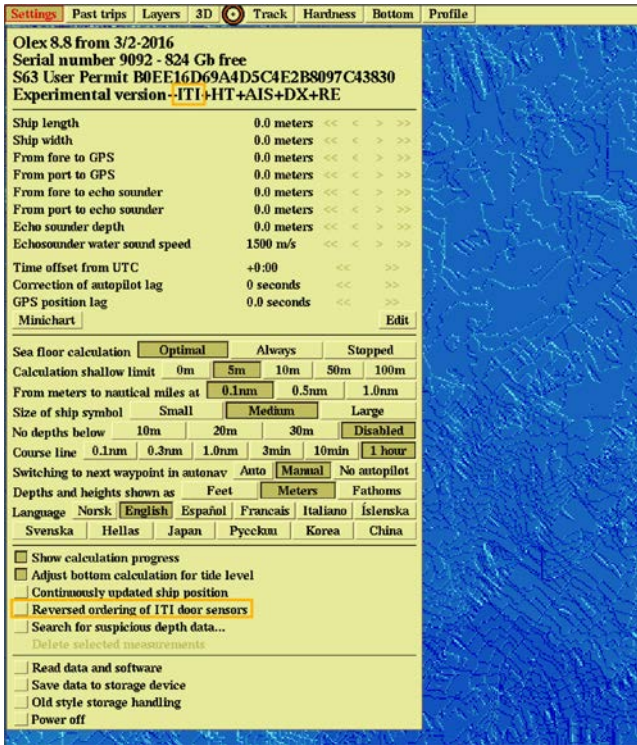 Settings Past trips Layers 3D Track Hardness Bottom Profile
Olex 8.8 from 3/2-2016
Serial number 9092 - 824 Gb free
S63 User Permit B0EE16D69A4D5C4E2B8097C43830
Experimental version--ITI+HT+AIS+DX+RE
Ship length 0.0 meters << < > >>
Ship width 0.0 meters << < > >>
From fore to GPS 0.0 meters << < > >>
From port to GPS 0.0 meters << < > >>
From fore to echo sounder 0.0 meters << < > >>
From port to echo sounder 0.0 meters << < > >>
Echo sounder depth 0.0 meters << < > >>
Echosounder water sound speed 1500 m/s << < > >>
Time offset from UTC +0:00 << >>
Correction of autopilot lag 0 seconds << >>
GPS position lag 0.0 seconds << >>
Minichart Edit
Sea floor calculation Optimal Always Stopped
Calculation shallow limit 0m 5m 10m 50m 100m
From meters to nautical miles at 0.1nm 0.5nm 1.0nm
Size of ship symbol Small Medium Large
No depths below 10m 20m 30m Disabled
Course line 0.1nm 0.3nm 1.0nm 3min 10min 1 hour
Switching to next waypoint in autonav Auto Manual No autopilot
Depths and heights shown as Feet Meters Fathoms
Language Norsk English Español Francais Italiano Íslenska
Svenska Hellas Japan Русскии Korea China
Show calculation progress
Adjust bottom calculation for tide level
Continuously updated ship position
Reversed ordering of ITI door sensors
Search for suspicious depth data...
Delete selected measurements
Read data and software
Save data to storage device
Old style storage handling
Power off